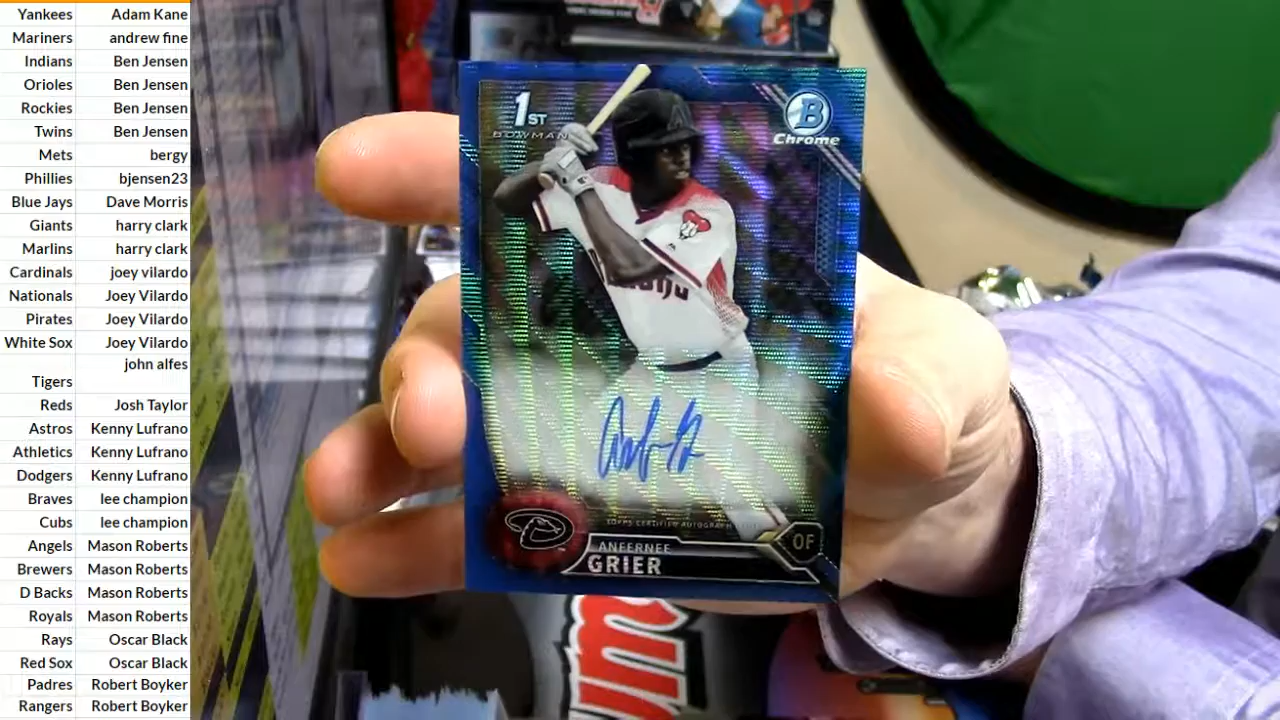 Yankees Adam Kane
Mariners andrew fine
Indians Ben Jensen
Orioles Ben Jensen
Rockies Ben Jensen
Twins Ben Jensen
Mets bergy
Phillies bjensen23
Blue Jays Dave Morris
Giants harry clark
Marlins harry clark
Cardinals joey vilardo
Nationals Joey Vilardo
Pirates Joey Vilardo
White Sox Joey Vilardo
Tigers john alfes
Reds Josh Taylor
Astros Kenny Lufrano
Athletics Kenny Lufrano
Dodgers Kenny Lufrano
Braves lee champion
Cubs lee champion
Angels Mason Roberts
Brewers Mason Roberts
D Backs Mason Roberts
Royals Mason Roberts
Rays Oscar Black
Red Sox Oscar Black
Padres Robert Boyker
Rangers Robert Boyker
1ST
BOWMAN
B
Chrome
TOPPS CERTIFIED AUTOGRAPH
OF
ANFERNEE
GRIER